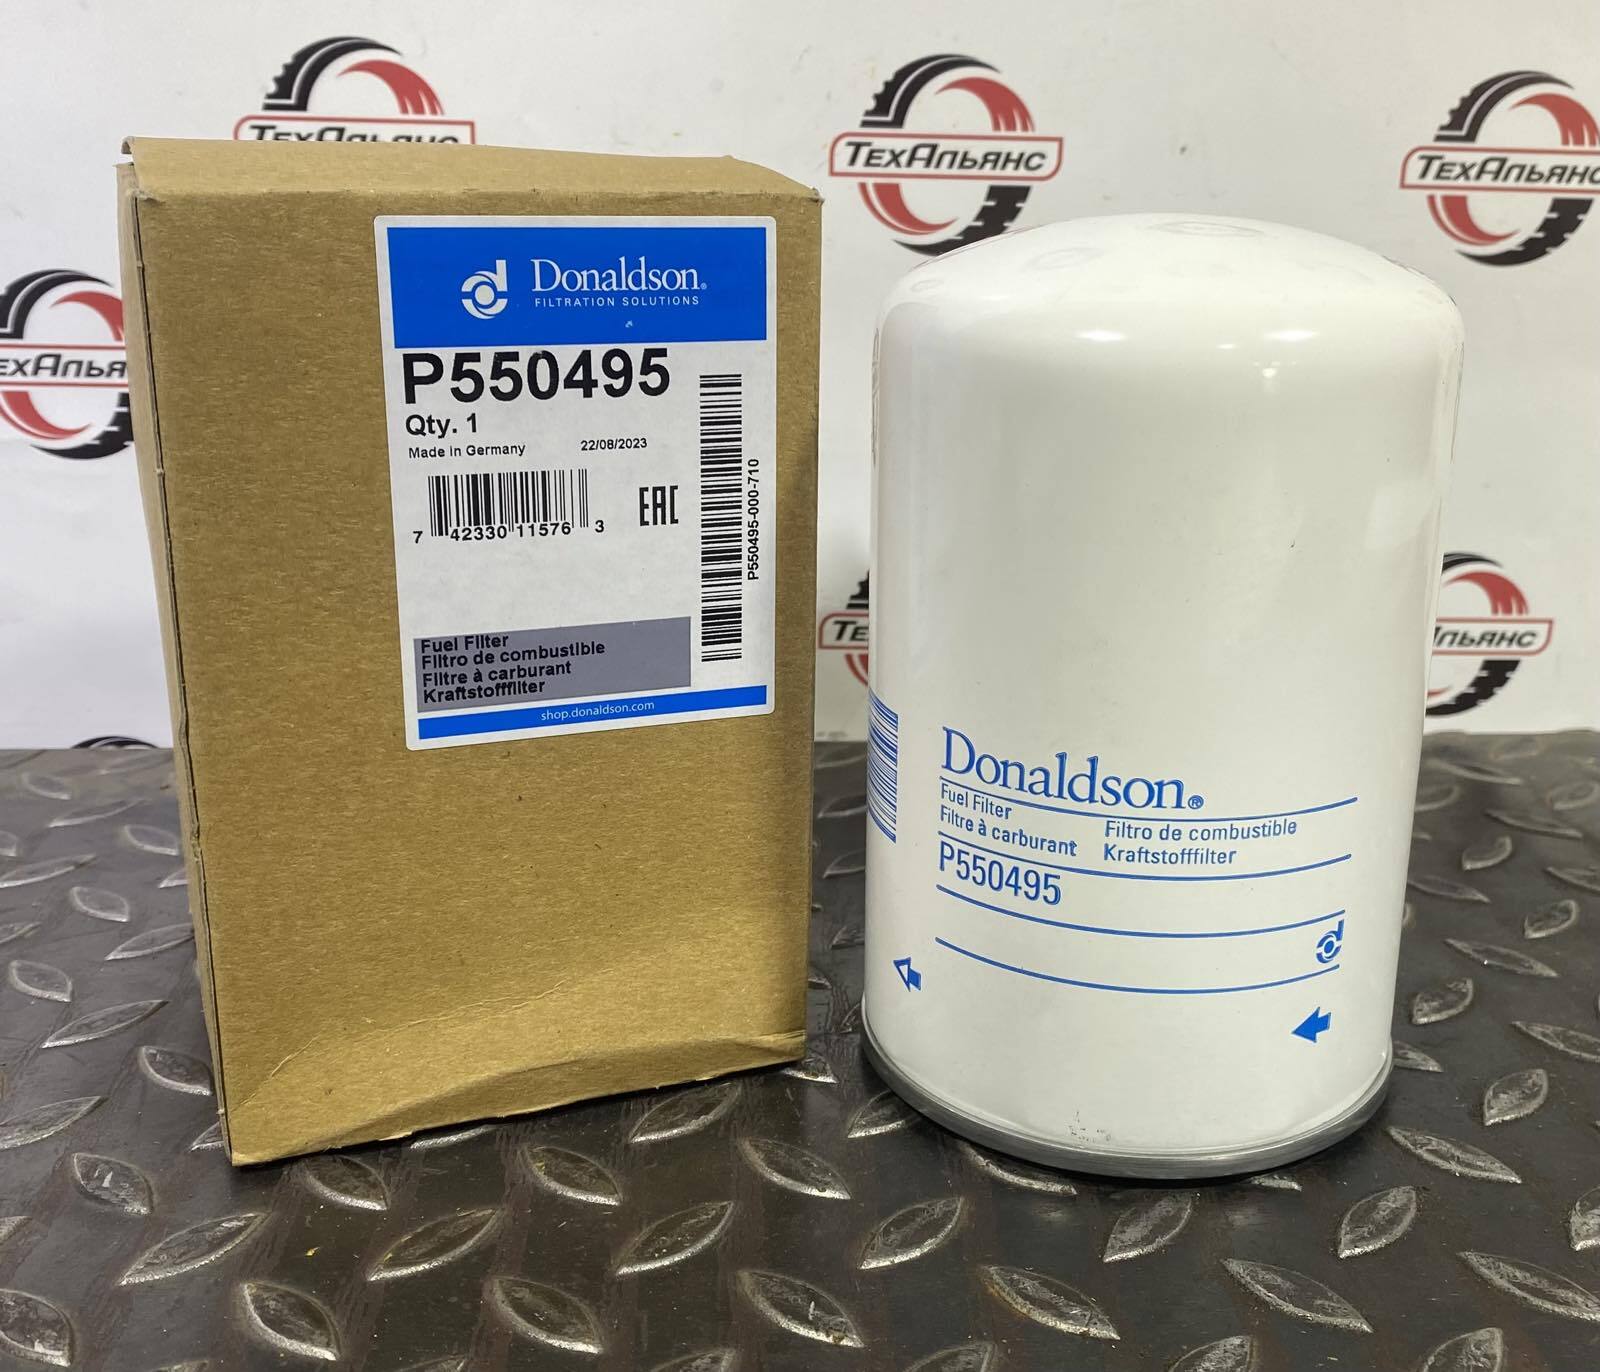 ТехАльянс
ТехАльянс
ТехАльянс
Donaldson®
FILTRATION SOLUTIONS
P550495
Qty. 1
Made in Germany 22/08/2023
7 42330 11576 3
EAC
P550495-000-710
Fuel Filter
Filtro de combustible
Filtre à carburant
Kraftstofffilter
shop.donaldson.com
Donaldson®
Fuel Filter
Filtre à carburant
Filtro de combustible
Kraftstofffilter
P550495